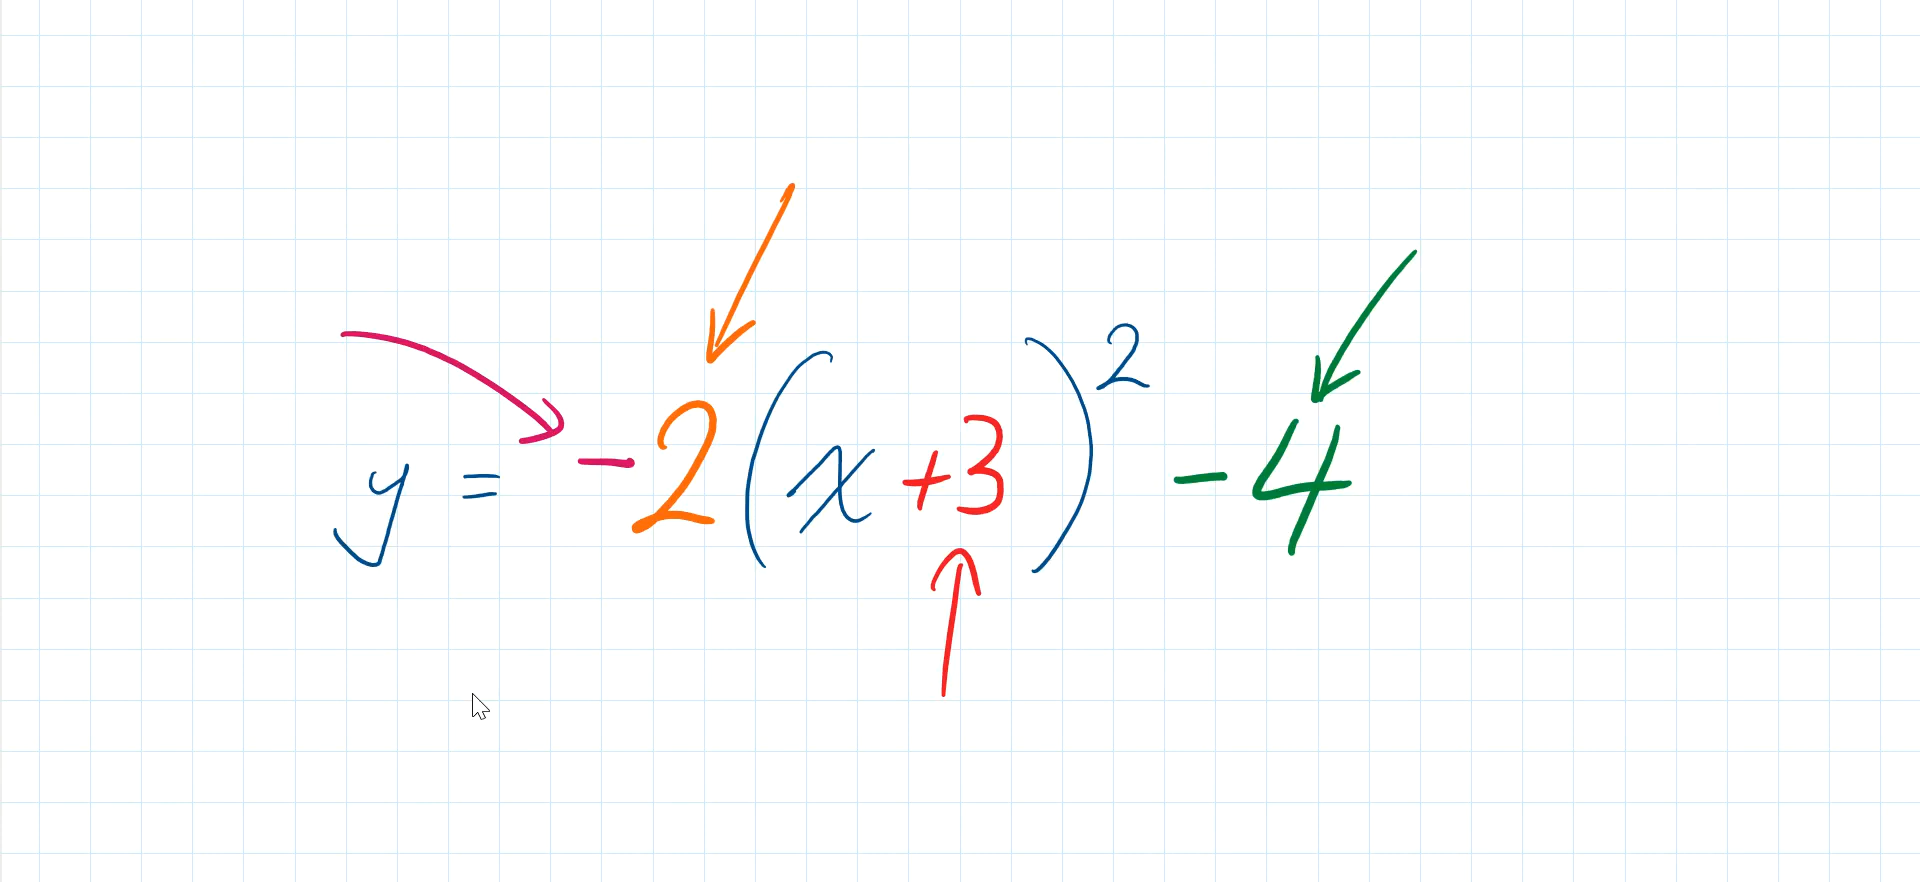 y = -2(x+3)² -4